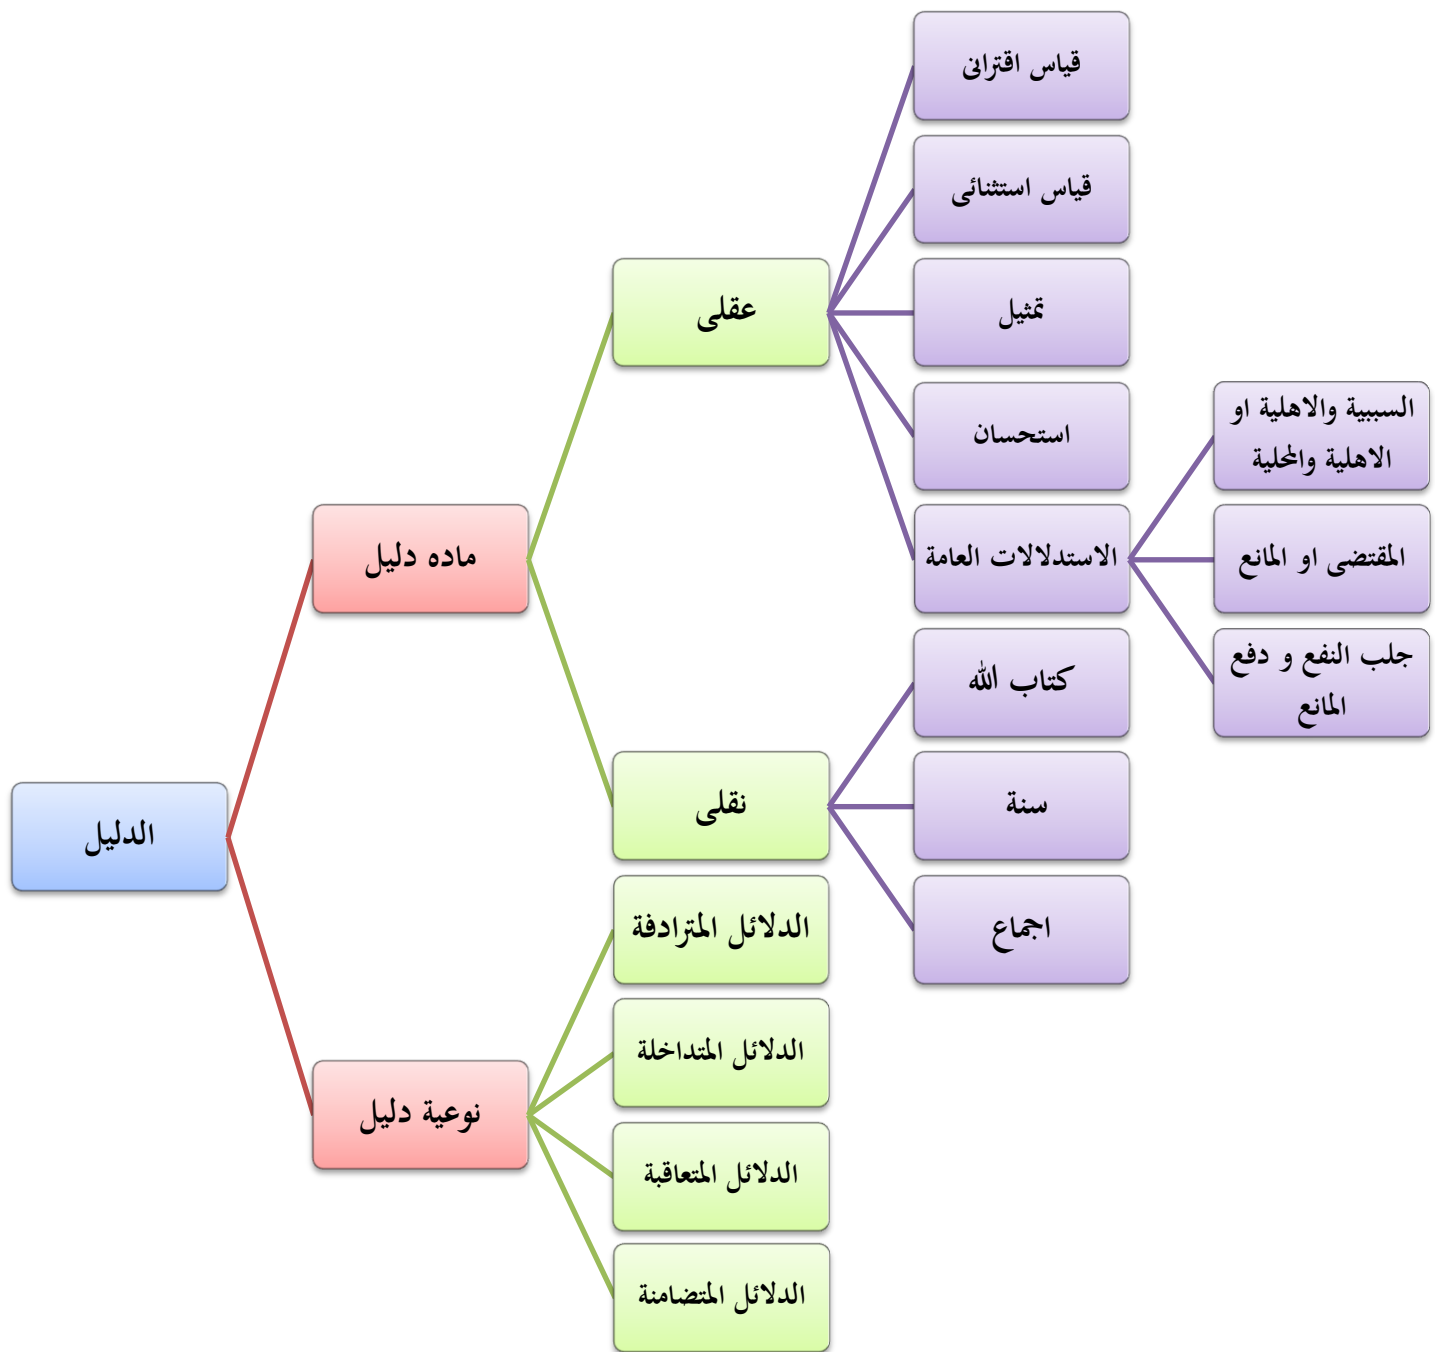 الدليل
ماده دليل
عقلى
قياس اقترانى
قياس استثنائى
تمثيل
استحسان
الاستدلالات العامة
السببية والاهلية او
الاهلية والمحلية
المقتضى او المانع
جلب النفع و دفع
المانع
نقلى
كتاب الله
سنة
اجماع
نوعية دليل
الدلائل المترادفة
الدلائل المتداخلة
الدلائل المتعاقبة
الدلائل المتضامنة